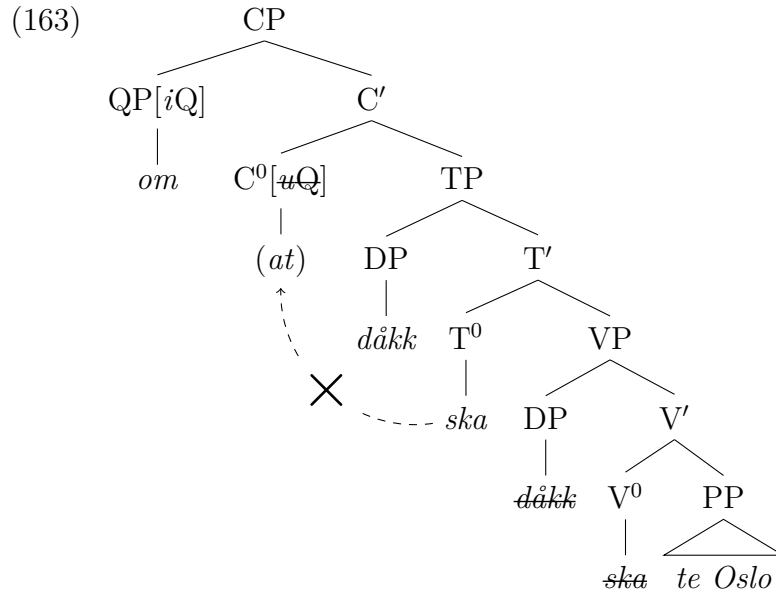 (163) CP
QP[iQ] C′
om C⁰[uQ] TP
(at) DP T′
dåkk T⁰ VP
ska DP V′
dåkk V⁰ PP
ska te Oslo